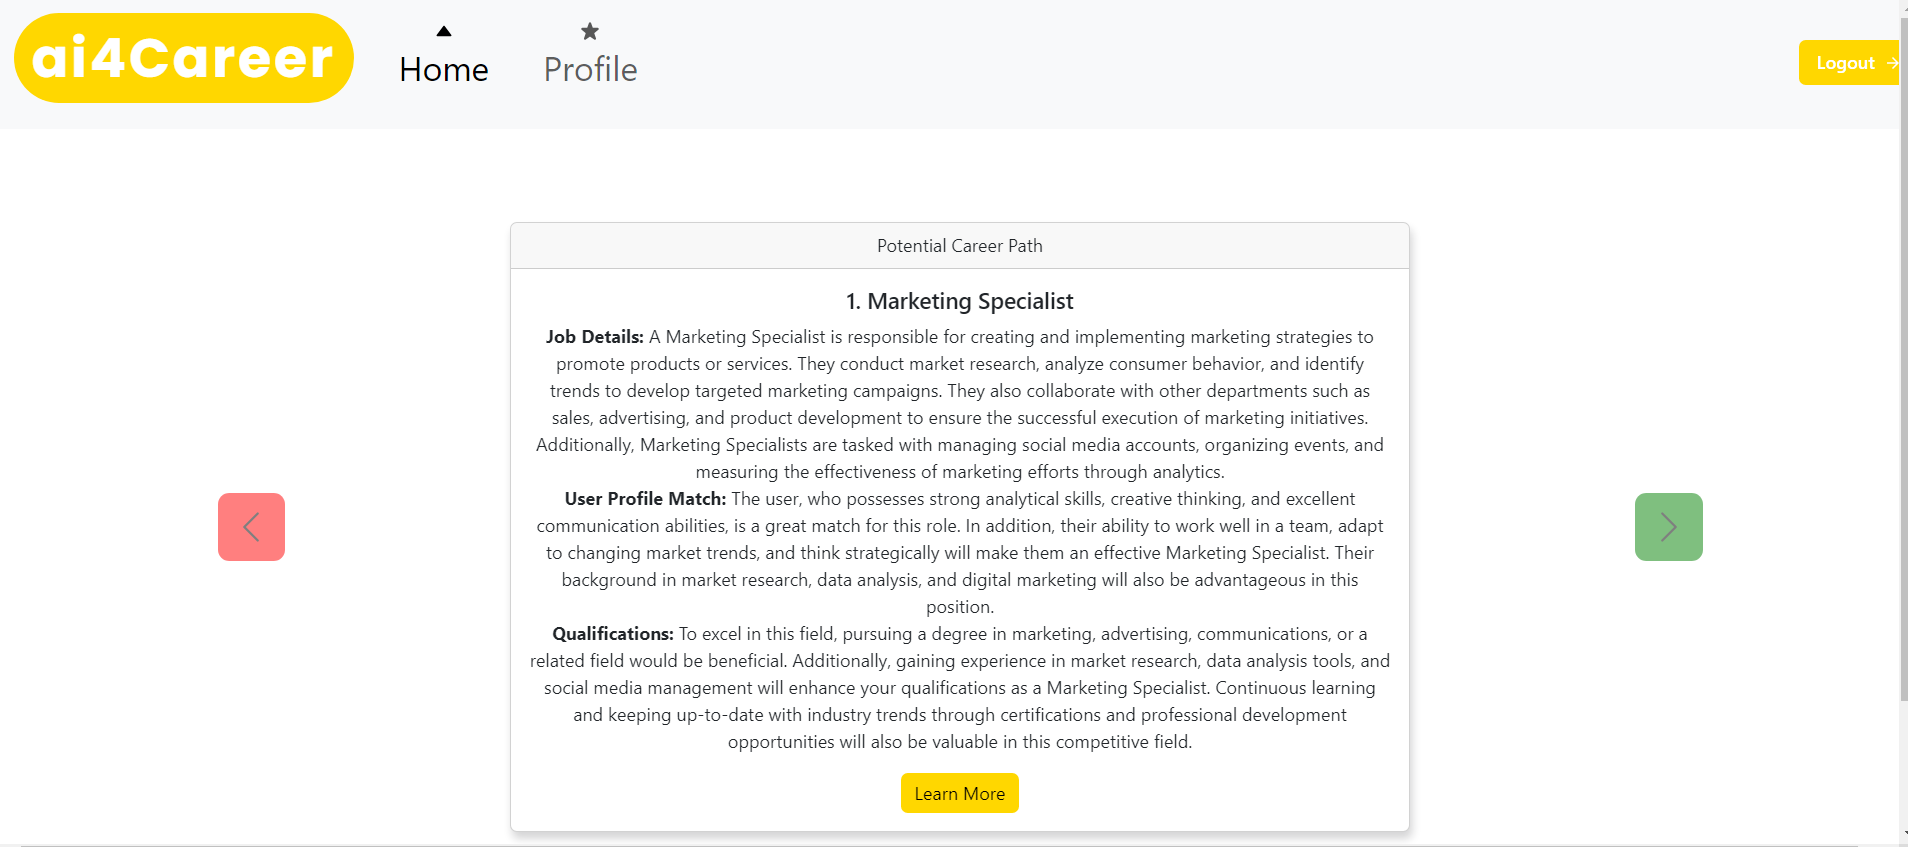 ai4Career
Home
Profile
Logout
Potential Career Path
1. Marketing Specialist
Job Details: A Marketing Specialist is responsible for creating and implementing marketing strategies to
promote products or services. They conduct market research, analyze consumer behavior, and identify
trends to develop targeted marketing campaigns. They also collaborate with other departments such as
sales, advertising, and product development to ensure the successful execution of marketing initiatives.
Additionally, Marketing Specialists are tasked with managing social media accounts, organizing events, and
measuring the effectiveness of marketing efforts through analytics.
User Profile Match: The user, who possesses strong analytical skills, creative thinking, and excellent
communication abilities, is a great match for this role. In addition, their ability to work well in a team, adapt
to changing market trends, and think strategically will make them an effective Marketing Specialist. Their
background in market research, data analysis, and digital marketing will also be advantageous in this
position.
Qualifications: To excel in this field, pursuing a degree in marketing, advertising, communications, or a
related field would be beneficial. Additionally, gaining experience in market research, data analysis tools, and
social media management will enhance your qualifications as a Marketing Specialist. Continuous learning
and keeping up-to-date with industry trends through certifications and professional development
opportunities will also be valuable in this competitive field.
Learn More